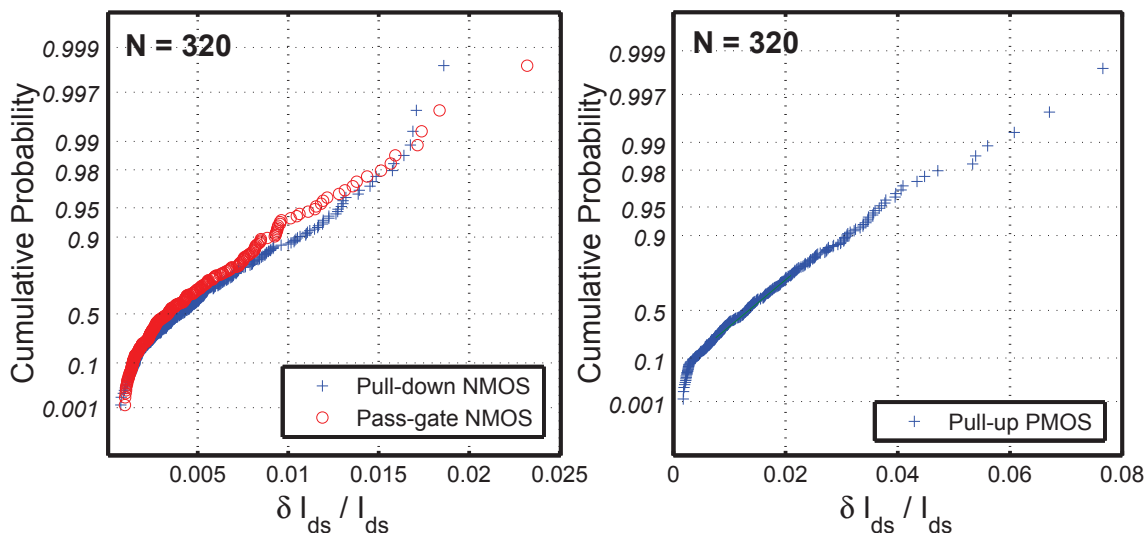 N = 320
Cumulative Probability
0.999
0.997
0.99
0.98
0.95
0.9
0.5
0.1
0.001
Pull-down NMOS
Pass-gate NMOS
0.005 0.01 0.015 0.02 0.025
δ I_ds / I_ds
N = 320
Cumulative Probability
0.999
0.997
0.99
0.98
0.95
0.9
0.5
0.1
0.001
Pull-up PMOS
0 0.02 0.04 0.06 0.08
δ I_ds / I_ds